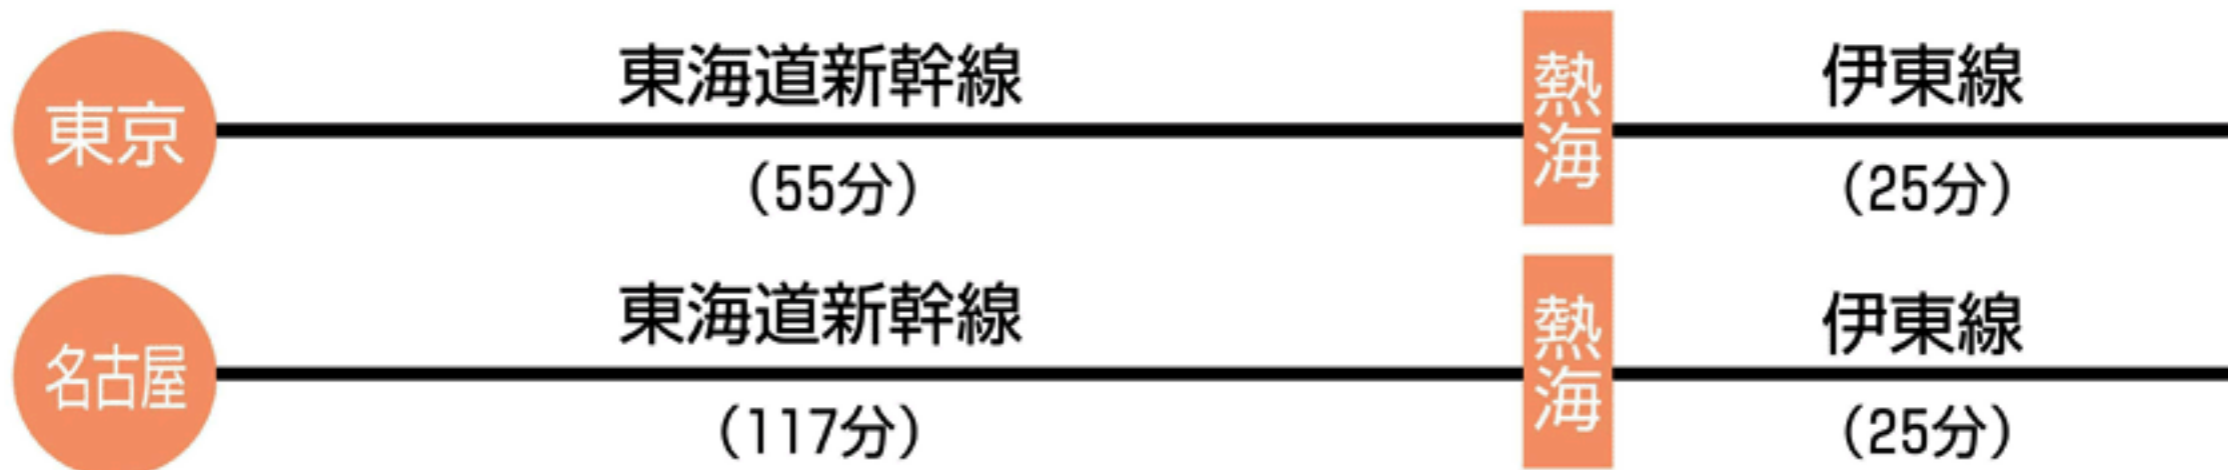 東海道新幹線
伊東線
東京
熱海
(55分)
(25分)
東海道新幹線
伊東線
名古屋
熱海
(117分)
(25分)